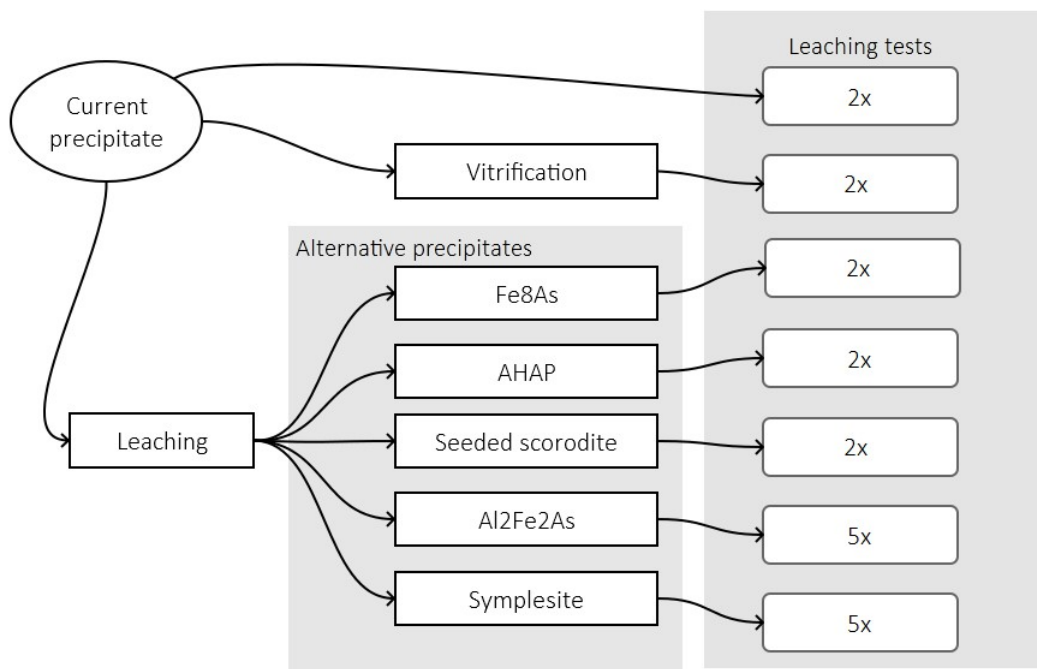 Leaching tests
Current
precipitate
2x
Vitrification
2x
Alternative precipitates
Fe8As
2x
AHAP
2x
Leaching
Seeded scorodite
2x
Al2Fe2As
5x
Symplesite
5x